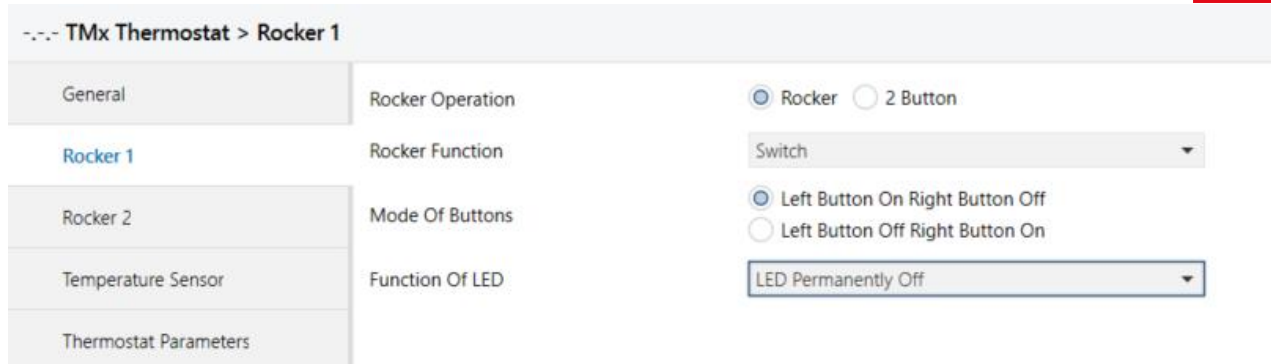 -.-.- TMx Thermostat > Rocker 1
General
Rocker 1
Rocker 2
Temperature Sensor
Thermostat Parameters
Rocker Operation
Rocker 2 Button
Rocker Function
Switch
Mode Of Buttons
Left Button On Right Button Off
Left Button Off Right Button On
Function Of LED
LED Permanently Off